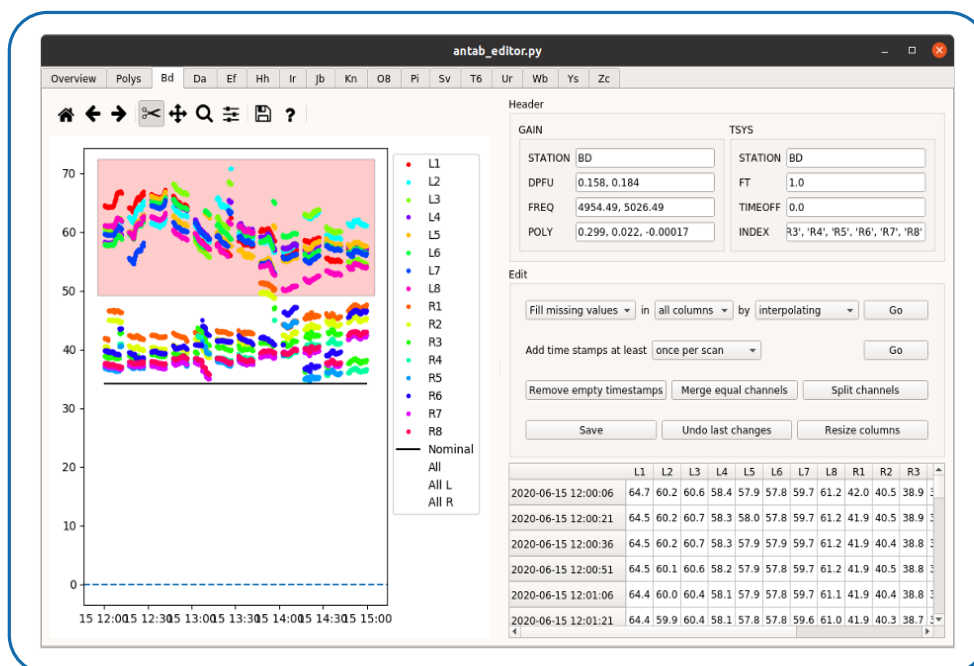 antab_editor.py
Overview Polys Bd Da Ef Hh Ir Jb Kn O8 Pi Sv T6 Ur Wb Ys Zc
70
60
50
40
30
20
10
0
15 12:00 15 12:30 15 13:00 15 13:30 15 14:00 15 14:30 15 15:00
L1
L2
L3
L4
L5
L6
L7
L8
R1
R2
R3
R4
R5
R6
R7
R8
Nominal
All
All L
All R
Header
GAIN
STATION BD
DPFU 0.158, 0.184
FREQ 4954.49, 5026.49
POLY 0.299, 0.022, -0.00017
TSYS
STATION BD
FT 1.0
TIMEOFF 0.0
INDEX R3', 'R4', 'R5', 'R6', 'R7', 'R8'
Edit
Fill missing values in all columns by interpolating Go
Add time stamps at least once per scan Go
Remove empty timestamps Merge equal channels Split channels
Save Undo last changes Resize columns
L1 L2 L3 L4 L5 L6 L7 L8 R1 R2 R3
2020-06-15 12:00:06 64.7 60.2 60.6 58.4 57.9 57.8 59.7 61.2 42.0 40.5 38.9
2020-06-15 12:00:21 64.5 60.2 60.7 58.3 58.0 57.8 59.7 61.2 41.9 40.5 38.9
2020-06-15 12:00:36 64.5 60.2 60.7 58.3 57.9 57.9 59.7 61.2 41.9 40.4 38.8
2020-06-15 12:00:51 64.5 60.1 60.6 58.2 57.9 57.9 59.7 61.2 41.9 40.5 38.8
2020-06-15 12:01:06 64.4 60.0 60.4 58.1 57.9 57.8 59.7 61.1 41.9 40.4 38.8
2020-06-15 12:01:21 64.4 59.9 60.4 58.1 57.8 57.8 59.6 61.0 41.9 40.3 38.7